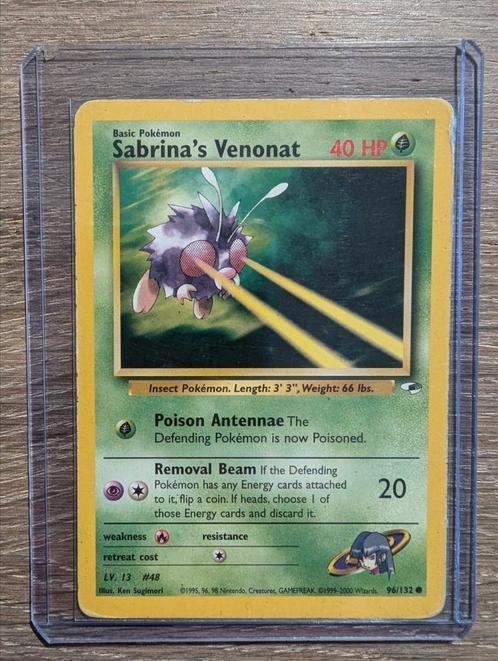 Basic Pokémon
Sabrina's Venonat 40 HP
Insect Pokémon. Length: 3' 3", Weight: 66 lbs.
Poison Antennae The
Defending Pokémon is now Poisoned.
Removal Beam If the Defending
Pokémon has any Energy cards attached
to it, flip a coin. If heads, choose 1 of
those Energy cards and discard it.
20
weakness resistance
retreat cost
LV. 13 #48
Illus. Ken Sugimori ©1995, 96, 98 Nintendo, Creatures, GAMEFREAK. ©1999-2000 Wizards. 96/132